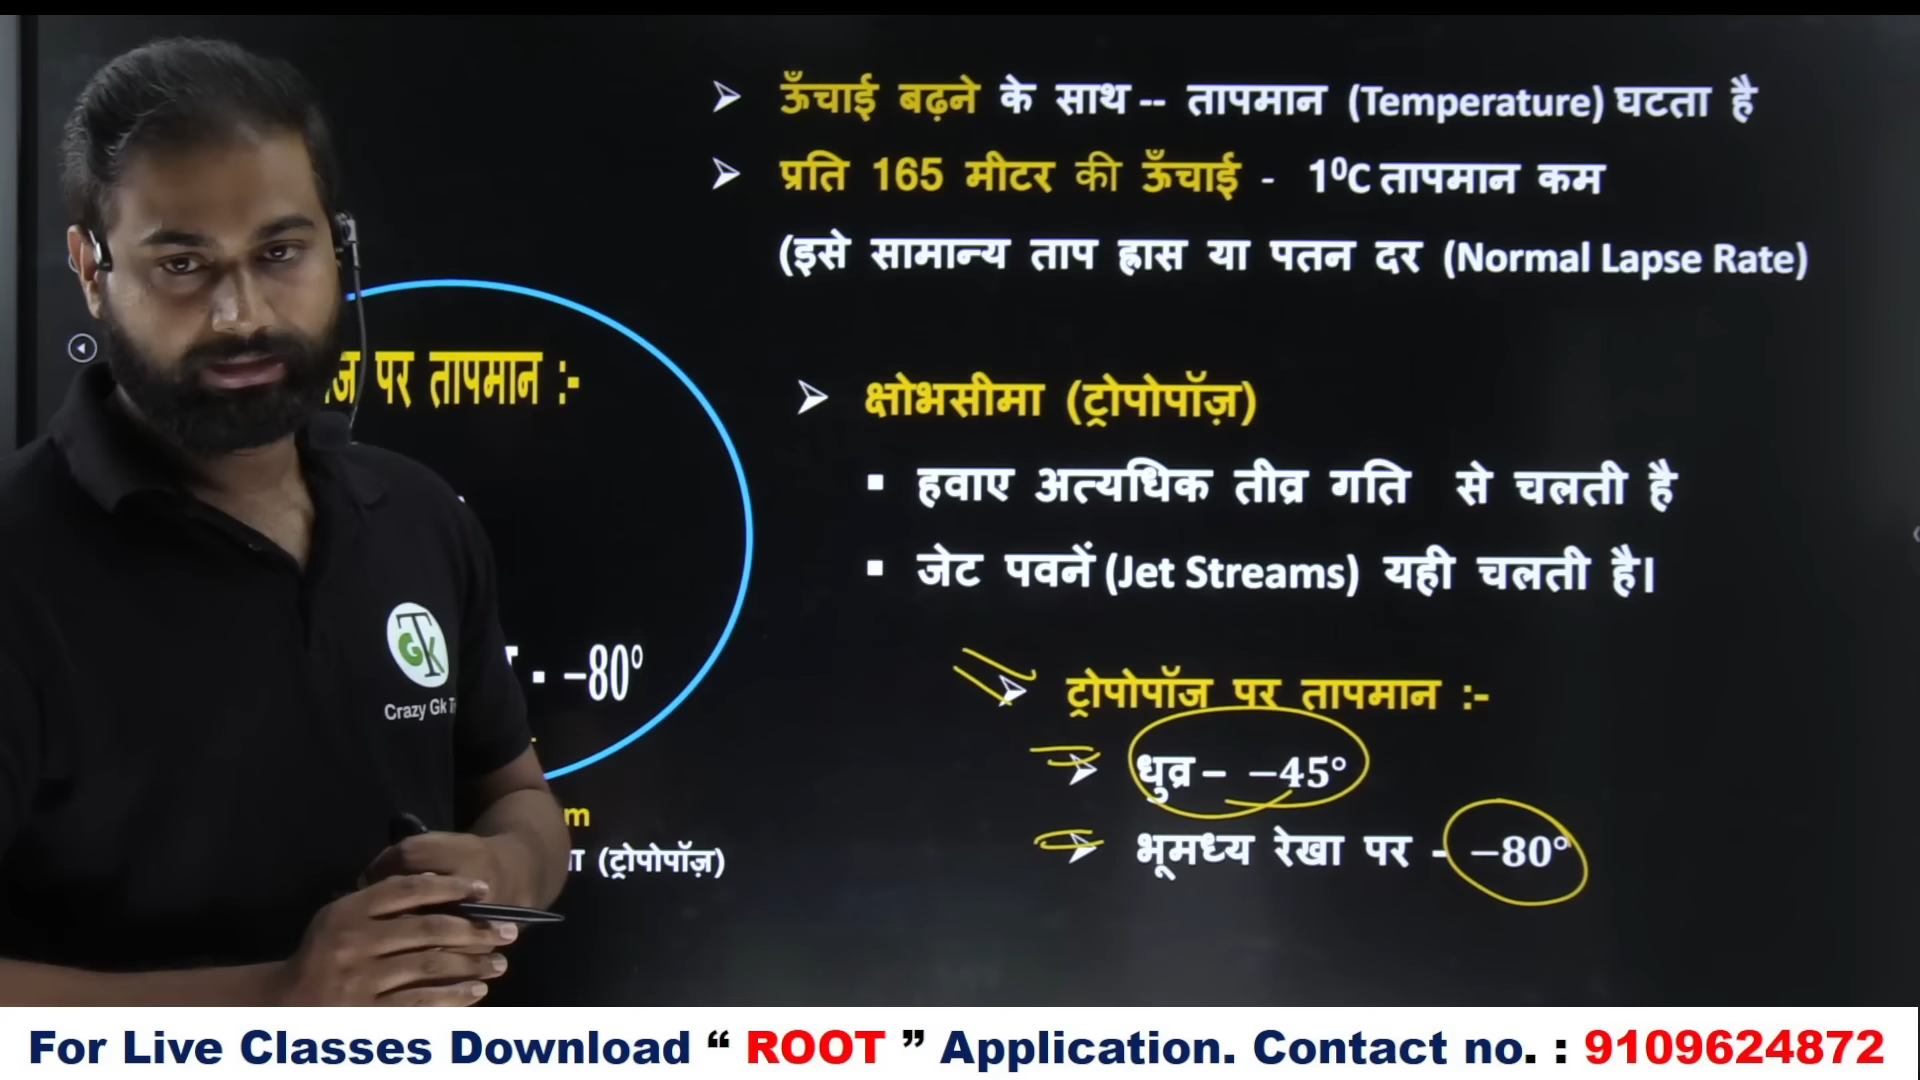 ऊँचाई बढ़ने के साथ -- तापमान (Temperature) घटता है
प्रति 165 मीटर की ऊँचाई - 1⁰C तापमान कम
(इसे सामान्य ताप ह्रास या पतन दर (Normal Lapse Rate)
पर तापमान :-
क्षोभसीमा (ट्रोपोपॉज़)
▪ हवाए अत्यधिक तीव्र गति से चलती है
▪ जेट पवनें (Jet Streams) यही चलती है।
- −80°
ट्रोपोपॉज पर तापमान :-
धुव्र – −45°
भूमध्य रेखा पर - −80°
m
(ट्रोपोपॉज़)
GTK
Crazy Gk
For Live Classes Download “ ROOT ” Application. Contact no. : 9109624872